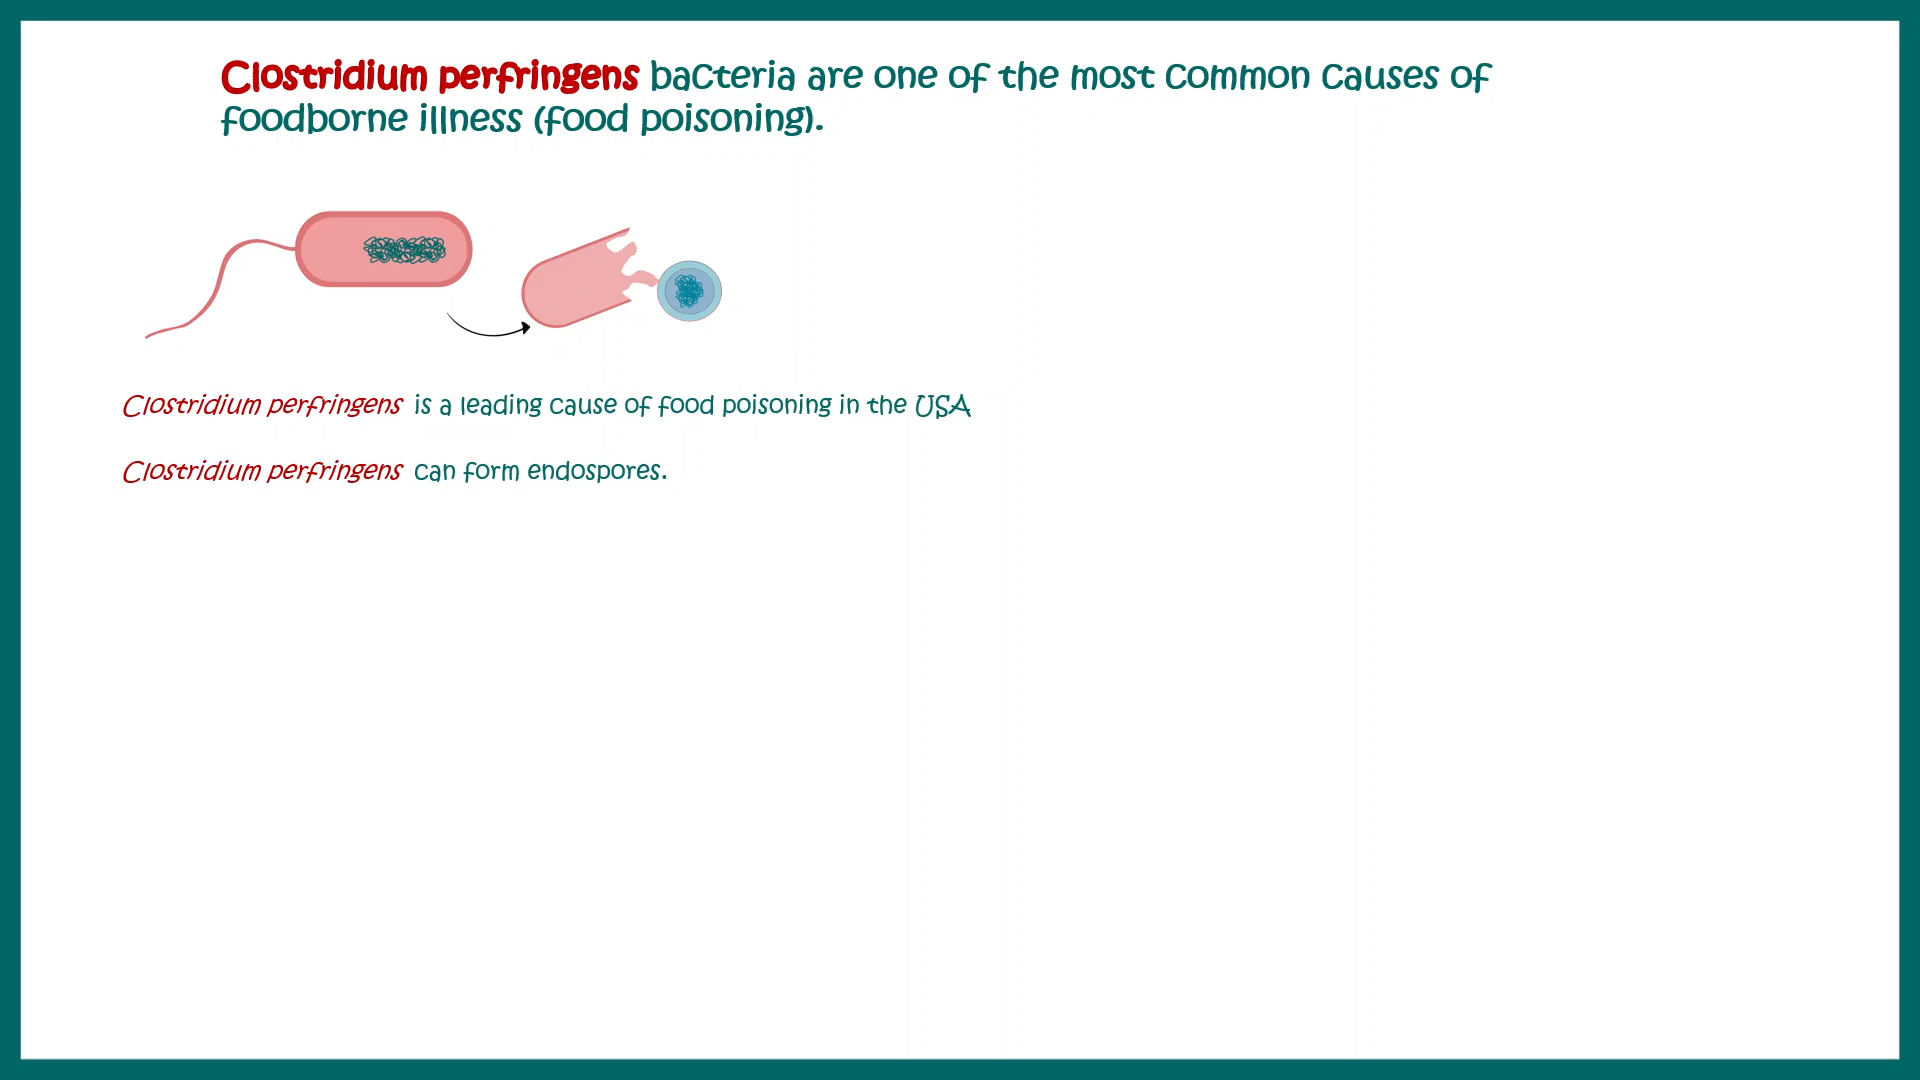 Clostridium perfringens bacteria are one of the most common causes of
foodborne illness (food poisoning).
Clostridium perfringens is a leading cause of food poisoning in the USA
Clostridium perfringens can form endospores.